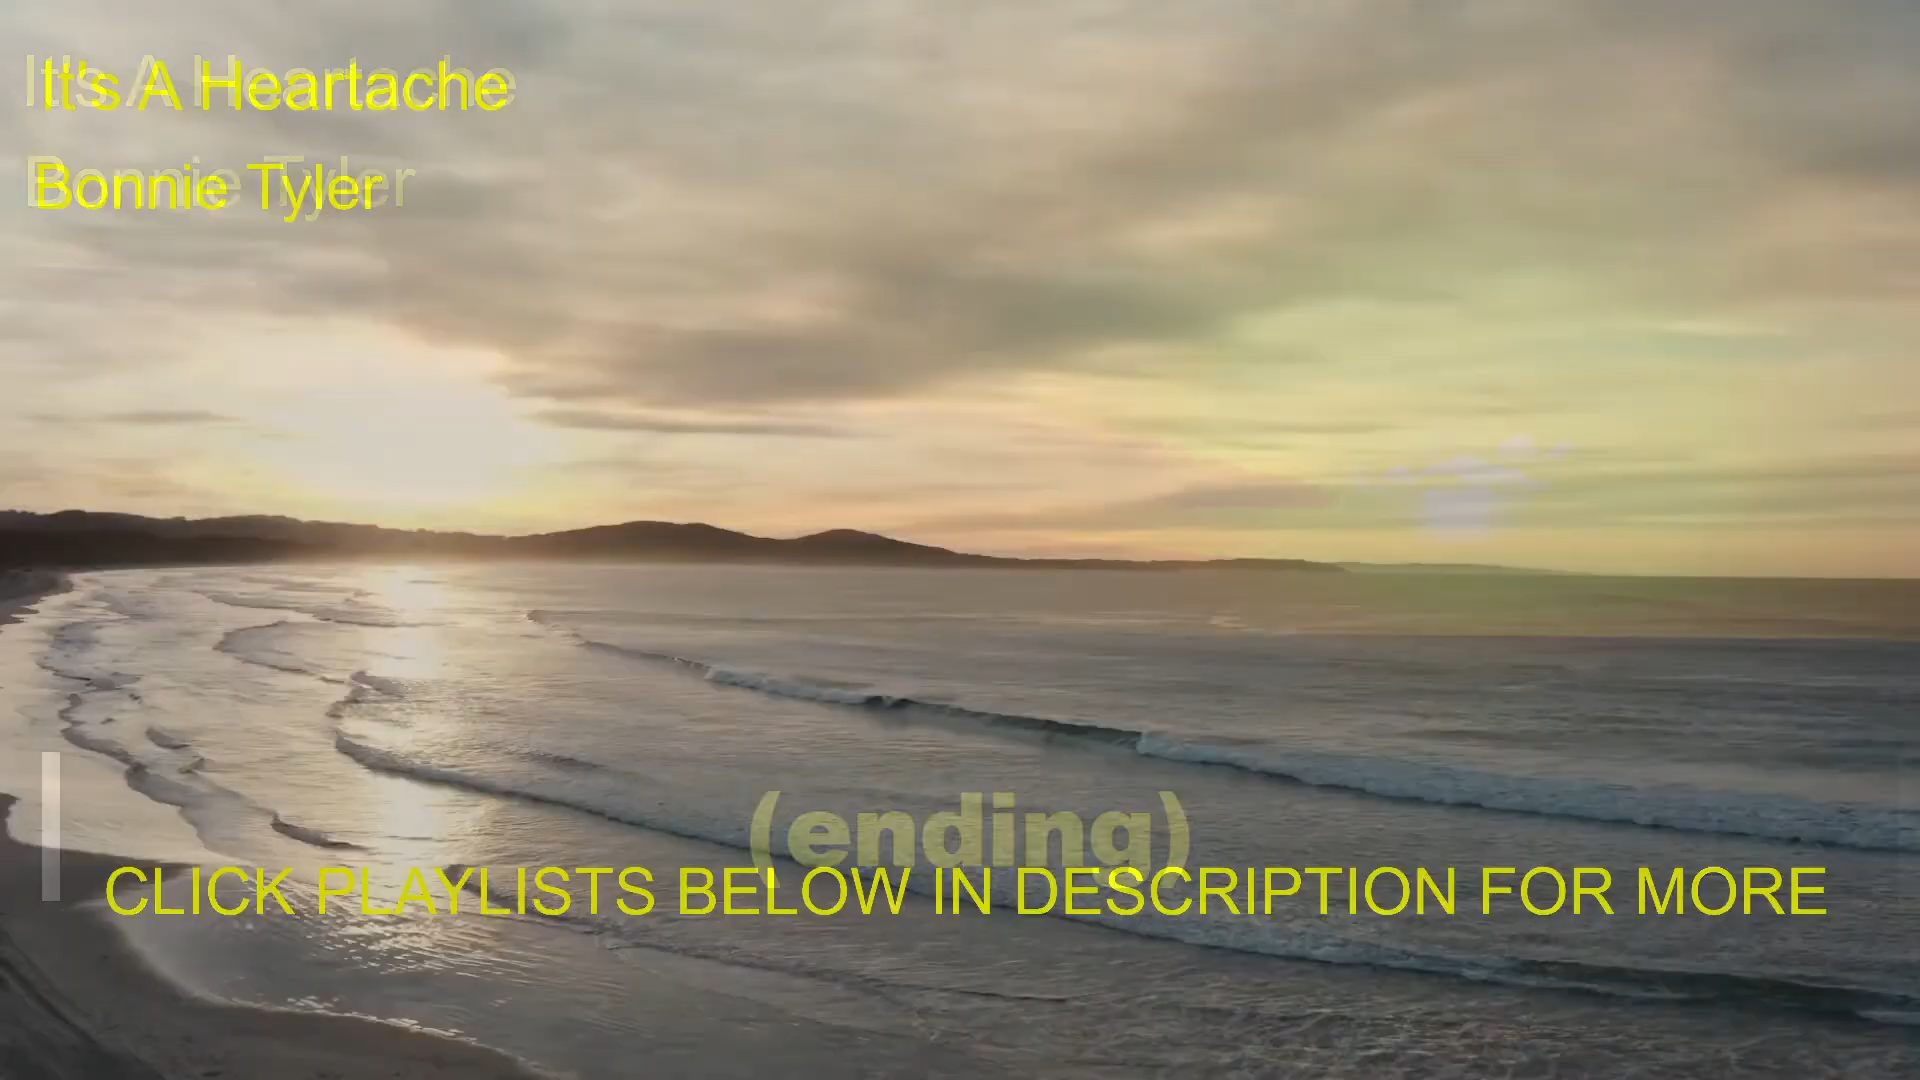 It's A Heartache
Bonnie Tyler
(ending)
CLICK PLAYLISTS BELOW IN DESCRIPTION FOR MORE